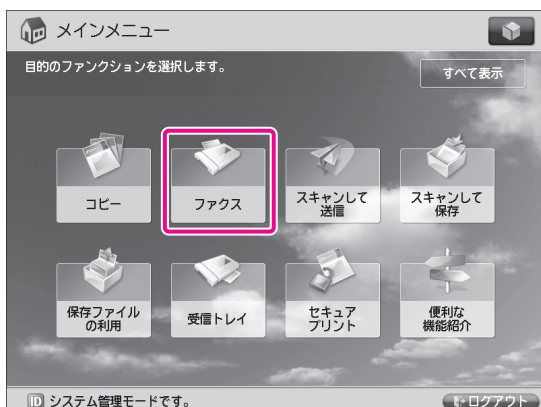 メインメニュー
目的のファンクションを選択します。
すべて表示
コピー
ファクス
スキャンして
送信
スキャンして
保存
保存ファイル
の利用
受信トレイ
セキュア
プリント
便利な
機能紹介
ID システム管理モードです。
ログアウト